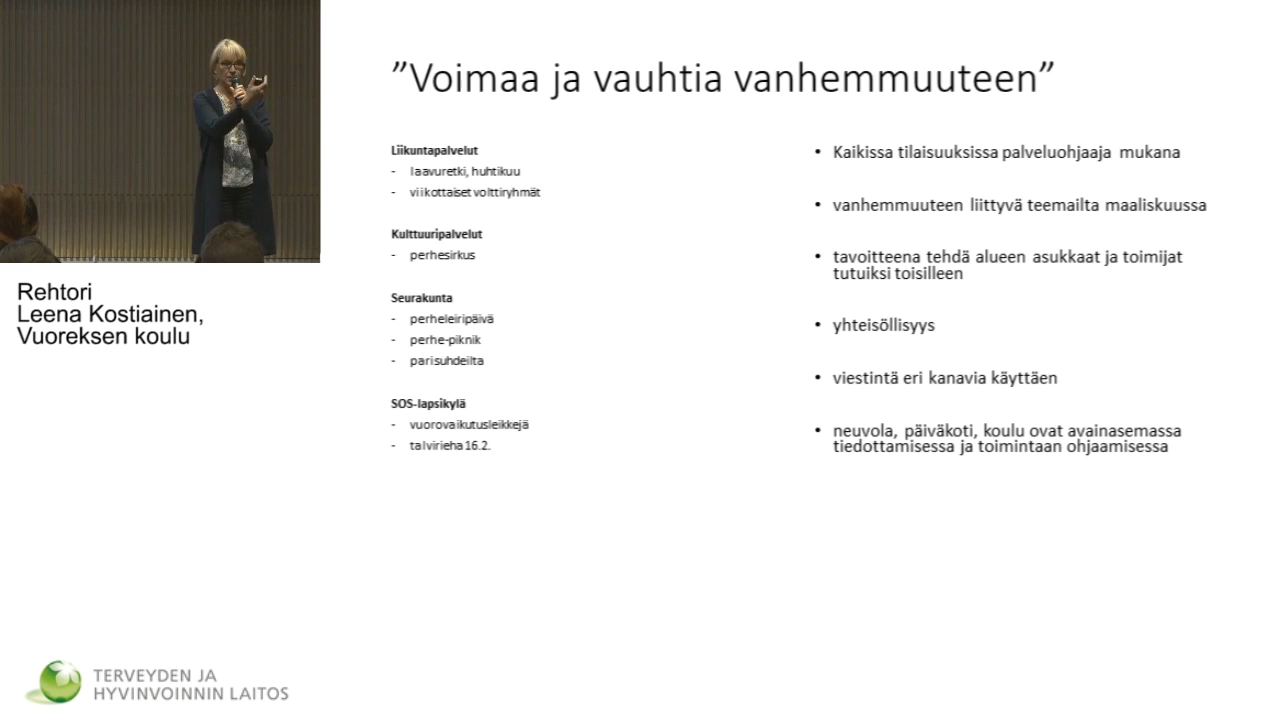 ”Voimaa ja vauhtia vanhemmuuteen”
Liikuntapalvelut
- laavuretki, huhtikuu
- viikottaiset volttiryhmät
Kulttuuripalvelut
- perhesirkus
Seurakunta
- perheleiripäivä
- perhe-piknik
- parisuhdeilta
SOS-lapsikylä
- vuorovaikutusleikkejä
- talvirieha 16.2.
• Kaikissa tilaisuuksissa palveluohjaaja mukana
• vanhemmuuteen liittyvä teemailta maaliskuussa
• tavoitteena tehdä alueen asukkaat ja toimijat
tutuiksi toisilleen
• yhteisöllisyys
• viestintä eri kanavia käyttäen
• neuvola, päiväkoti, koulu ovat avainasemassa
tiedottamisessa ja toimintaan ohjaamisessa
Rehtori
Leena Kostiainen,
Vuoreksen koulu
TERVEYDEN JA
HYVINVOINNIN LAITOS